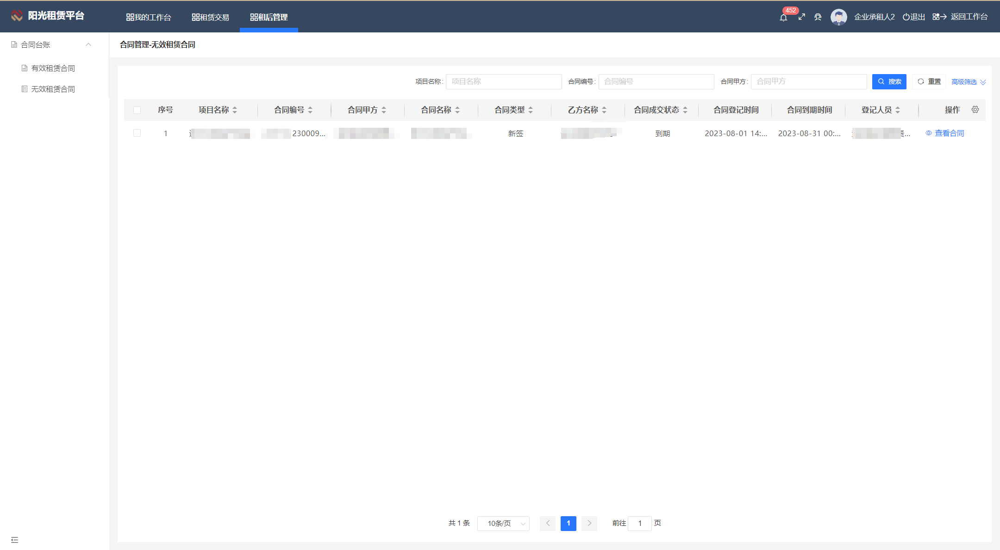 阳光租赁平台 我的工作台 租赁交易 租后管理 452 企业承租人2 退出 返回工作台
合同台账
有效租赁合同
无效租赁合同
合同管理-无效租赁合同
项目名称: 项目名称 合同编号: 合同编号 合同甲方: 合同甲方 搜索 重置 高级筛选
序号 项目名称 合同编号 合同甲方 合同名称 合同类型 乙方名称 合同成交状态 合同登记时间 合同到期时间 登记人员 操作
1 230009... 新签 到期 2023-08-01 14:... 2023-08-31 00:... 责... 查看合同
共 1 条 10条/页 1 前往 1 页